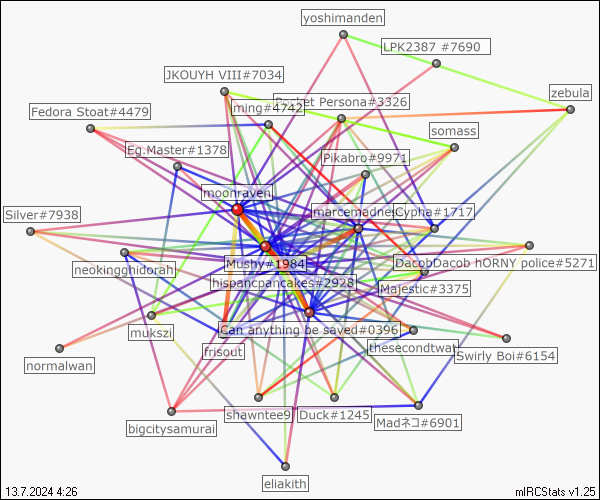 yoshimanden
LPK2387 #7690
JKOUYH VIII#7034
zebula
Pocket Persona#3326
ming#4742
Fedora Stoat#4479
somass
Eg.Master#1378
Pikabro#9971
moonraven
Silver#7938
marcemadnes
Cypha#1717
Mushy#1984
DacobDacob hORNY police#5271
neokingghidorah
hispancpancakes#2928
Majestic#3375
mukszi
Can anything be saved#0396
frisout
thesecondtwat
Swirly Boi#6154
normalwan
shawntee9
Duck#1245
Madネコ#6901
bigcitysamurai
eliakith
13.7.2024 4:26
mIRCStats v1.25